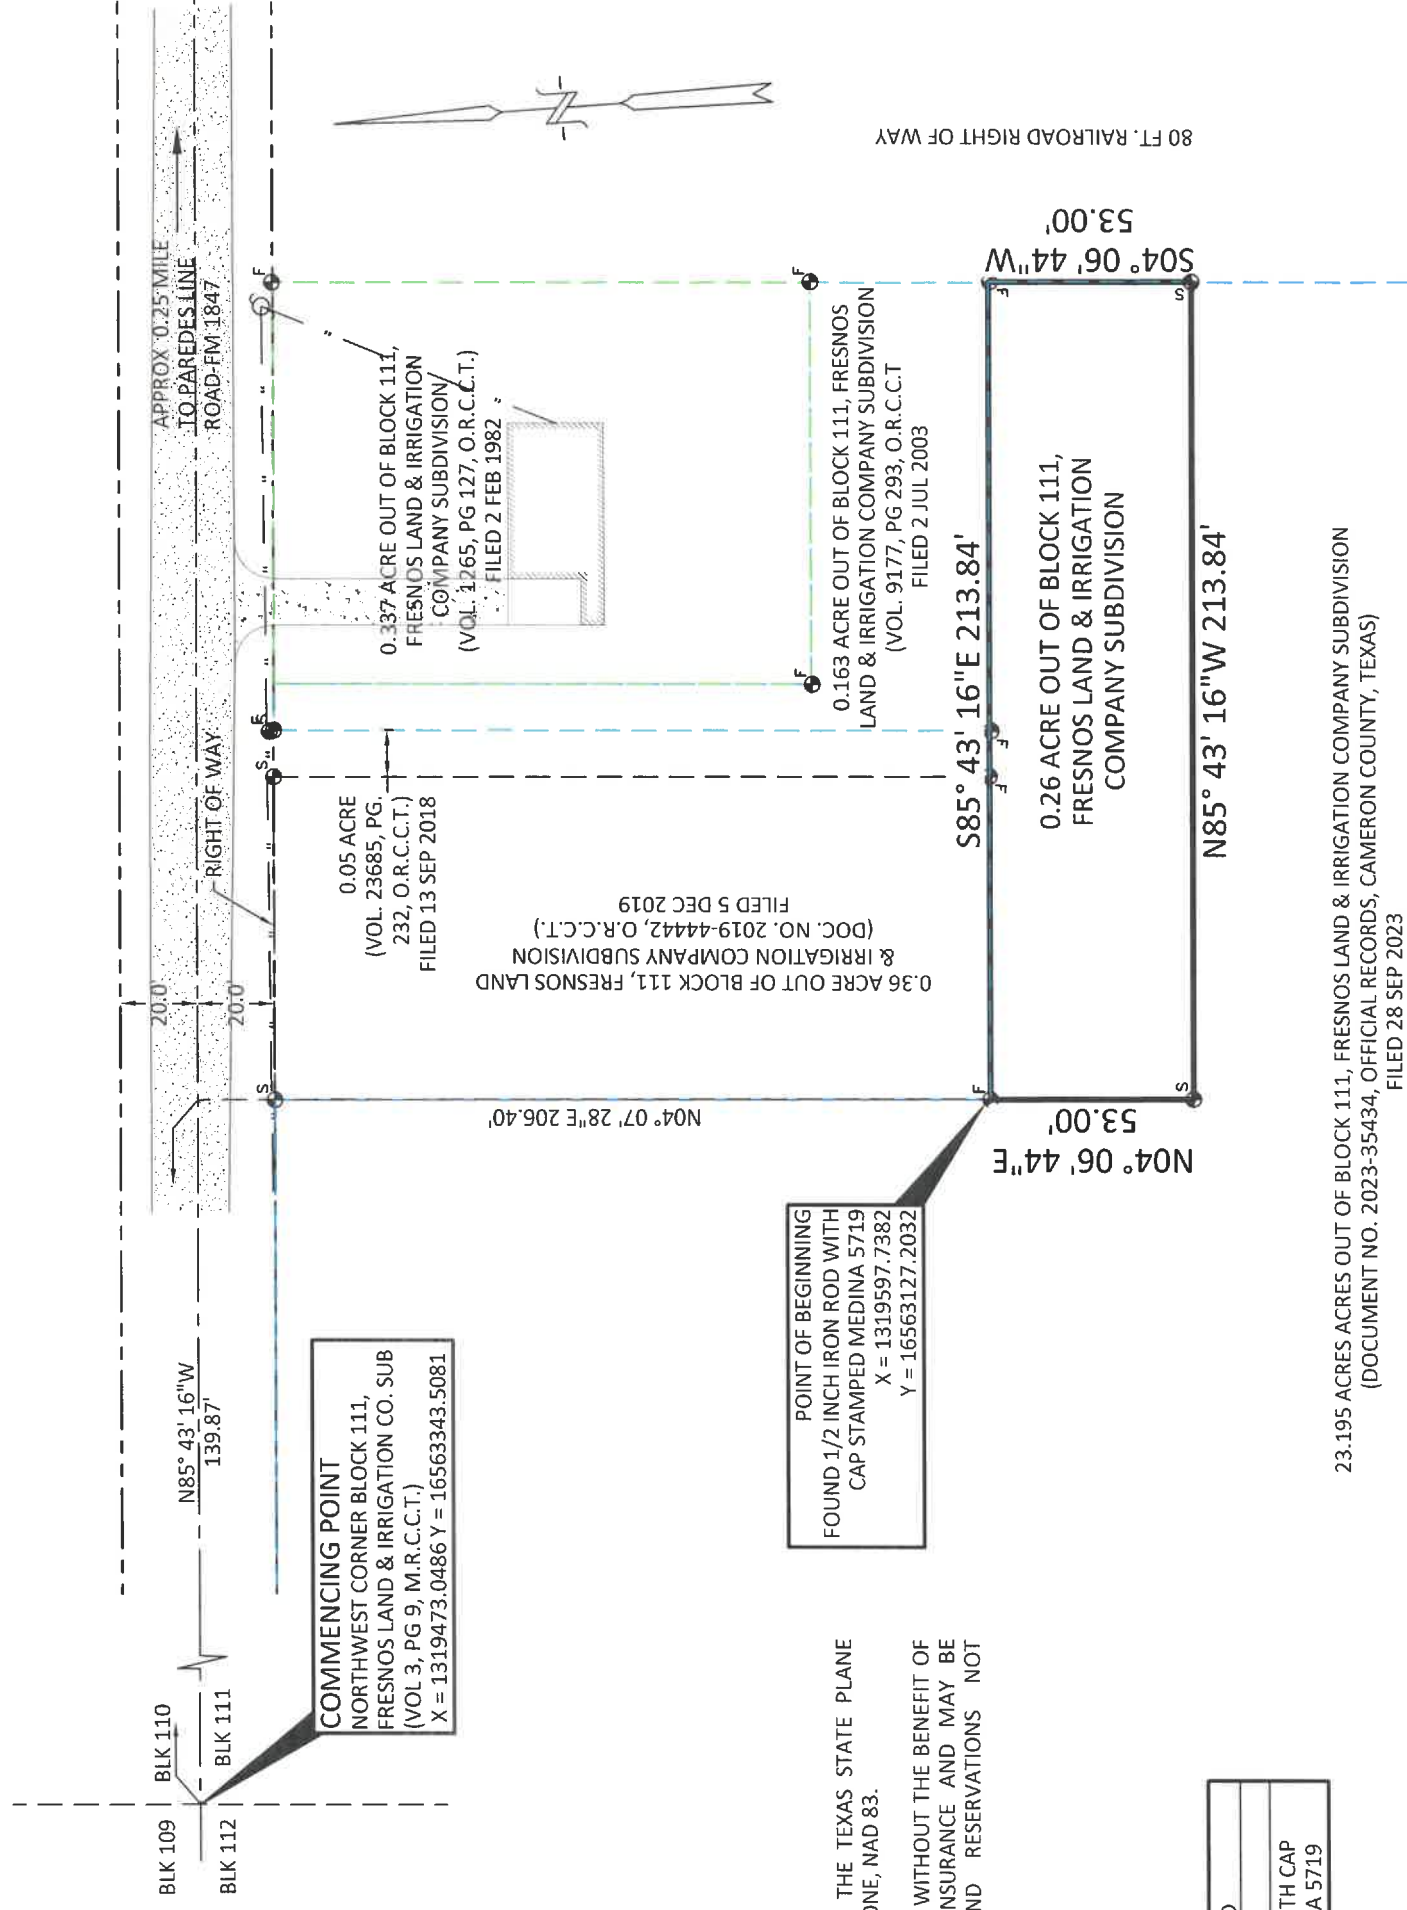 APPROX 0.25 MILE
TO PAREDES LINE
ROAD-FM 1847
N
80 FT. RAILROAD RIGHT OF WAY
BLK 109
BLK 110
BLK 112
BLK 111
N85° 43' 16"W
139.87'
20.0'
20.0'
RIGHT OF WAY
COMMENCING POINT
NORTHWEST CORNER BLOCK 111,
FRESNOS LAND & IRRIGATION CO. SUB
(VOL 3, PG 9, M.R.C.C.T.)
X = 1319473.0486 Y = 16563343.5081
S
S
F
F
0.05 ACRE
(VOL. 23685, PG.
232, O.R.C.C.T.)
FILED 13 SEP 2018
0.337 ACRE OUT OF BLOCK 111,
FRESNOS LAND & IRRIGATION
COMPANY SUBDIVISION
(VOL. 1265, PG 127, O.R.C.C.T.)
FILED 2 FEB 1982
0.36 ACRE OUT OF BLOCK 111, FRESNOS LAND
& IRRIGATION COMPANY SUBDIVISION
(DOC. NO. 2019-44442, O.R.C.C.T.)
FILED 5 DEC 2019
N04° 07' 28"E 206.40'
F
F
0.163 ACRE OUT OF BLOCK 111, FRESNOS
LAND & IRRIGATION COMPANY SUBDIVISION
(VOL. 9177, PG 293, O.R.C.C.T
FILED 2 JUL 2003
POINT OF BEGINNING
FOUND 1/2 INCH IRON ROD WITH
CAP STAMPED MEDINA 5719
X = 1319597.7382
Y = 16563127.2032
S85° 43' 16"E 213.84'
F
F
F
F
N04° 06' 44"E
53.00'
0.26 ACRE OUT OF BLOCK 111,
FRESNOS LAND & IRRIGATION
COMPANY SUBDIVISION
S04° 06' 44"W
53.00'
S
S
N85° 43' 16"W 213.84'
23.195 ACRES ACRES OUT OF BLOCK 111, FRESNOS LAND & IRRIGATION COMPANY SUBDIVISION
(DOCUMENT NO. 2023-35434, OFFICIAL RECORDS, CAMERON COUNTY, TEXAS)
FILED 28 SEP 2023
THE TEXAS STATE PLANE
ONE, NAD 83.
WITHOUT THE BENEFIT OF
NSURANCE AND MAY BE
ND RESERVATIONS NOT
TH CAP
A 5719